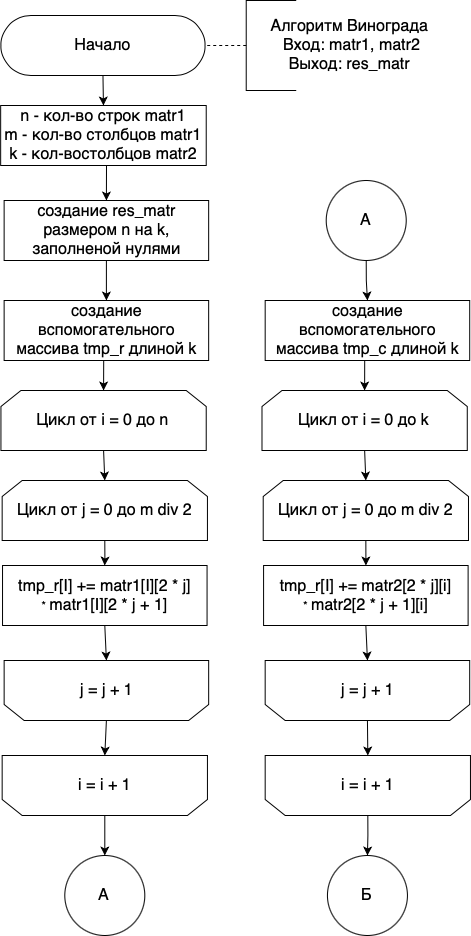 Начало
Алгоритм Винограда
Вход: matr1, matr2
Выход: res_matr
n - кол-во строк matr1
m - кол-во столбцов matr1
k - кол-востолбцов matr2
создание res_matr
размером n на k,
заполненой нулями
создание
вспомогательного
массива tmp_r длиной k
Цикл от i = 0 до n
Цикл от j = 0 до m div 2
tmp_r[I] += matr1[I][2 * j]
* matr1[I][2 * j + 1]
j = j + 1
i = i + 1
А
А
создание
вспомогательного
массива tmp_c длиной k
Цикл от i = 0 до k
Цикл от j = 0 до m div 2
tmp_r[I] += matr2[2 * j][i]
* matr2[2 * j + 1][i]
j = j + 1
i = i + 1
Б